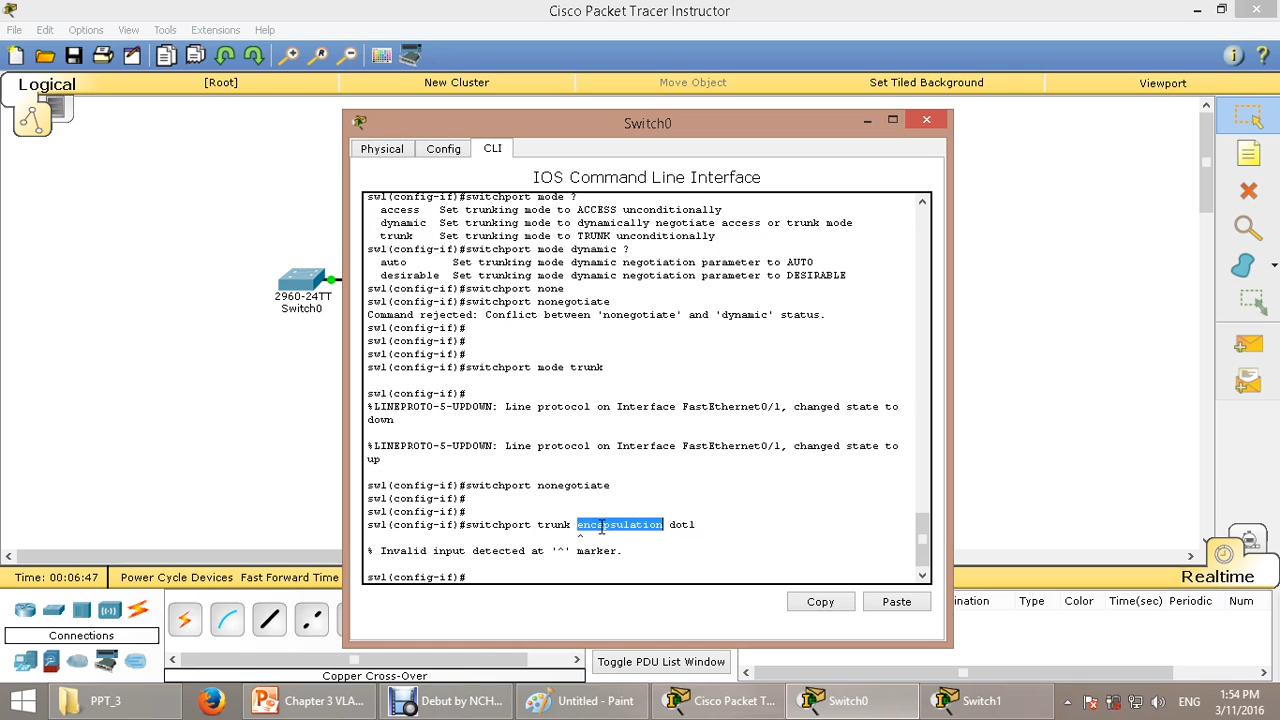 Cisco Packet Tracer Instructor
File Edit Options View Tools Extensions Help
Logical
[Root]
New Cluster
Move Object
Set Tiled Background
Viewport
2960-24TT
Switch0
Switch0
Physical Config CLI
IOS Command Line Interface
sw1(config-if)#switchport mode ?
access Set trunking mode to ACCESS unconditionally
dynamic Set trunking mode to dynamically negotiate access or trunk mode
trunk Set trunking mode to TRUNK unconditionally
sw1(config-if)#switchport mode dynamic ?
auto Set trunking mode dynamic negotiation parameter to AUTO
desirable Set trunking mode dynamic negotiation parameter to DESIRABLE
sw1(config-if)#switchport none
sw1(config-if)#switchport nonegotiate
Command rejected: Conflict between 'nonegotiate' and 'dynamic' status.
sw1(config-if)#
sw1(config-if)#
sw1(config-if)#
sw1(config-if)#switchport mode trunk
sw1(config-if)#
%LINEPROTO-5-UPDOWN: Line protocol on Interface FastEthernet0/1, changed state to
down
%LINEPROTO-5-UPDOWN: Line protocol on Interface FastEthernet0/1, changed state to
up
sw1(config-if)#switchport nonegotiate
sw1(config-if)#
sw1(config-if)#
sw1(config-if)#switchport trunk encapsulation dot1
^
% Invalid input detected at '^' marker.
sw1(config-if)#
Copy Paste
Time: 00:06:47 Power Cycle Devices Fast Forward Time
Realtime
Connections
Copper Cross-Over
Toggle PDU List Window
ination Type Color Time(sec) Periodic Num
PPT_3
Chapter 3 VLA...
Debut by NCH...
Untitled - Paint
Cisco Packet T...
Switch0
Switch1
ENG
1:54 PM
3/11/2016